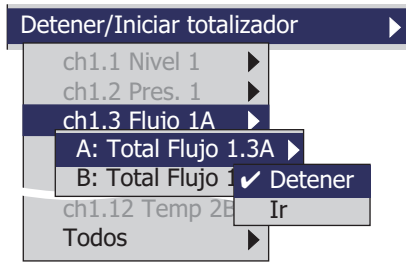 Detener/Iniciar totalizador
ch1.1 Nivel 1
ch1.2 Pres. 1
ch1.3 Flujo 1A
A: Total Flujo 1.3A
B: Total Flujo 1
✔ Detener
ch1.12 Temp 2B
Ir
Todos